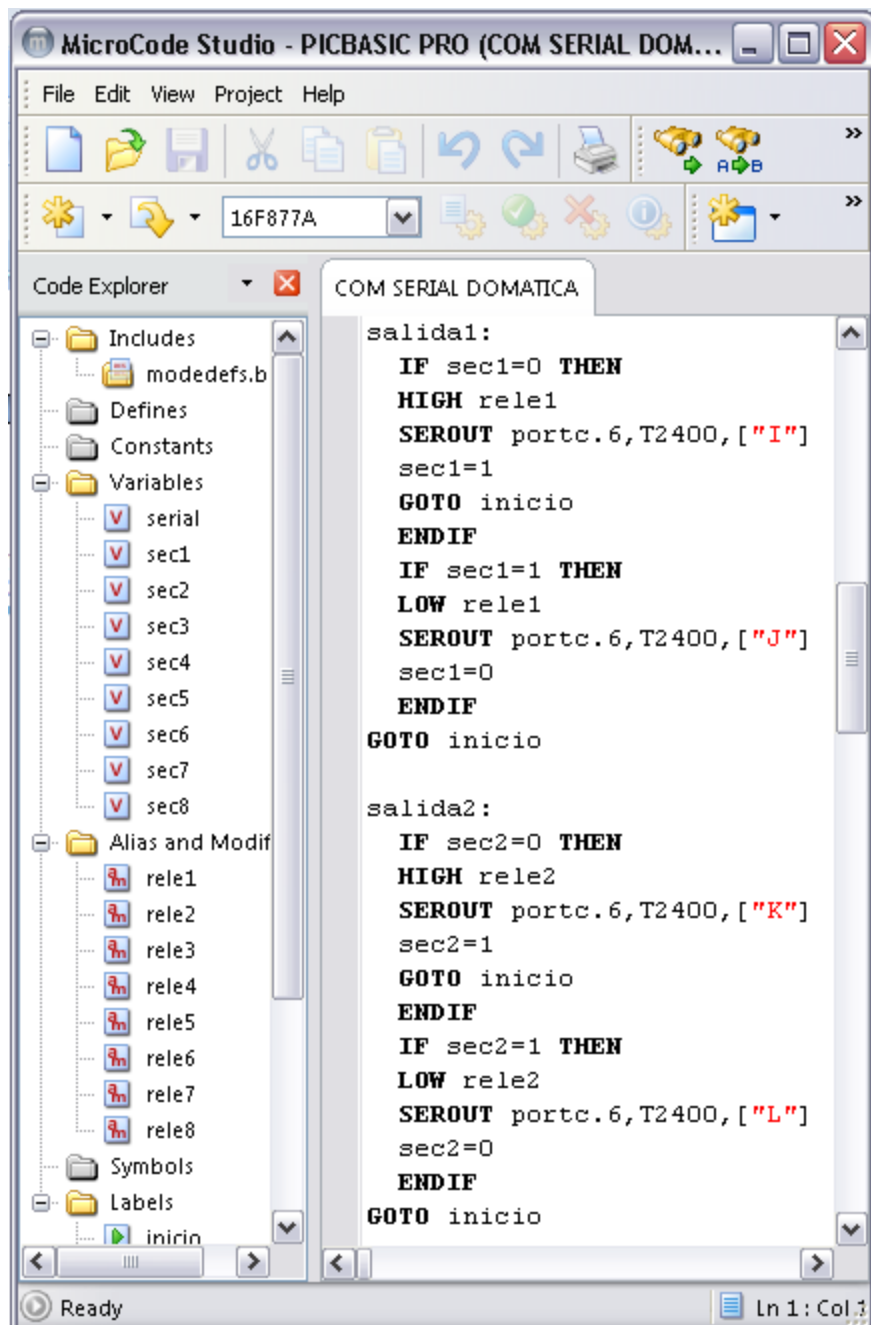 MicroCode Studio - PICBASIC PRO (COM SERIAL DOM...
File Edit View Project Help
A B
16F877A
Code Explorer
Includes
modedefs.b
Defines
Constants
Variables
serial
sec1
sec2
sec3
sec4
sec5
sec6
sec7
sec8
Alias and Modif
rele1
rele2
rele3
rele4
rele5
rele6
rele7
rele8
Symbols
Labels
inicio
COM SERIAL DOMATICA
salida1:
IF sec1=0 THEN
HIGH rele1
SEROUT portc.6,T2400,["I"]
sec1=1
GOTO inicio
ENDIF
IF sec1=1 THEN
LOW rele1
SEROUT portc.6,T2400,["J"]
sec1=0
ENDIF
GOTO inicio
salida2:
IF sec2=0 THEN
HIGH rele2
SEROUT portc.6,T2400,["K"]
sec2=1
GOTO inicio
ENDIF
IF sec2=1 THEN
LOW rele2
SEROUT portc.6,T2400,["L"]
sec2=0
ENDIF
GOTO inicio
Ready
Ln 1 : Col